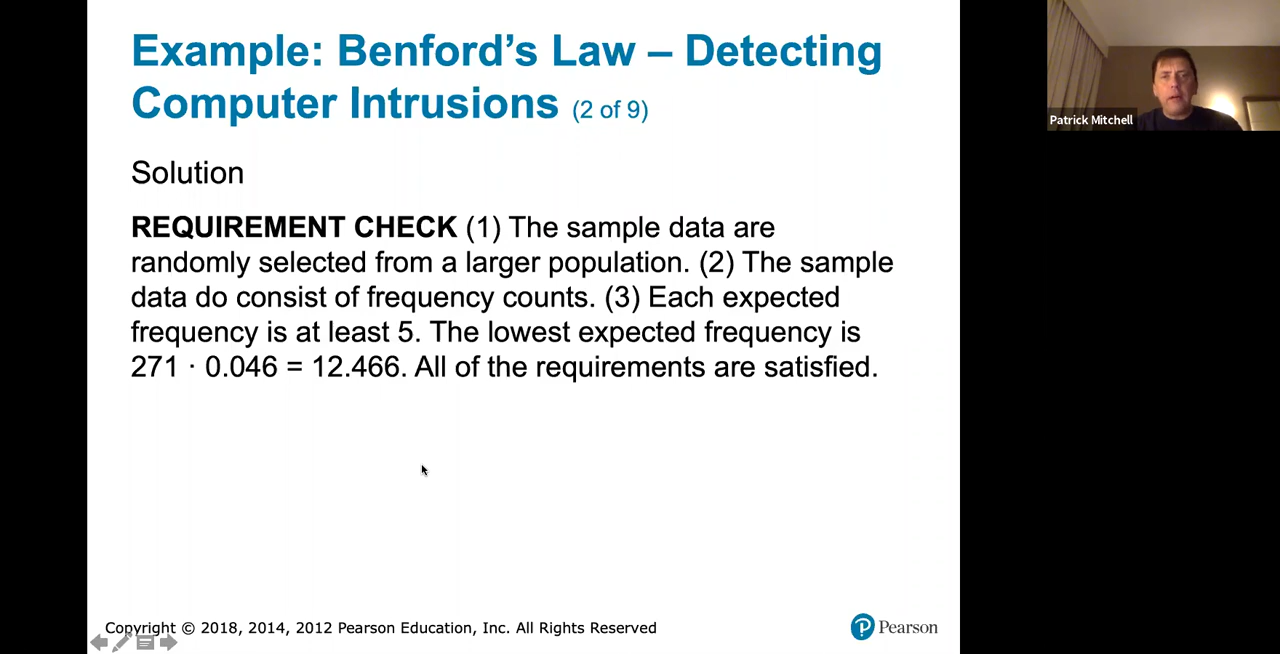 Example: Benford’s Law – Detecting
Computer Intrusions (2 of 9)
Solution
REQUIREMENT CHECK (1) The sample data are
randomly selected from a larger population. (2) The sample
data do consist of frequency counts. (3) Each expected
frequency is at least 5. The lowest expected frequency is
271 · 0.046 = 12.466. All of the requirements are satisfied.
Copyright © 2018, 2014, 2012 Pearson Education, Inc. All Rights Reserved
Pearson
Patrick Mitchell